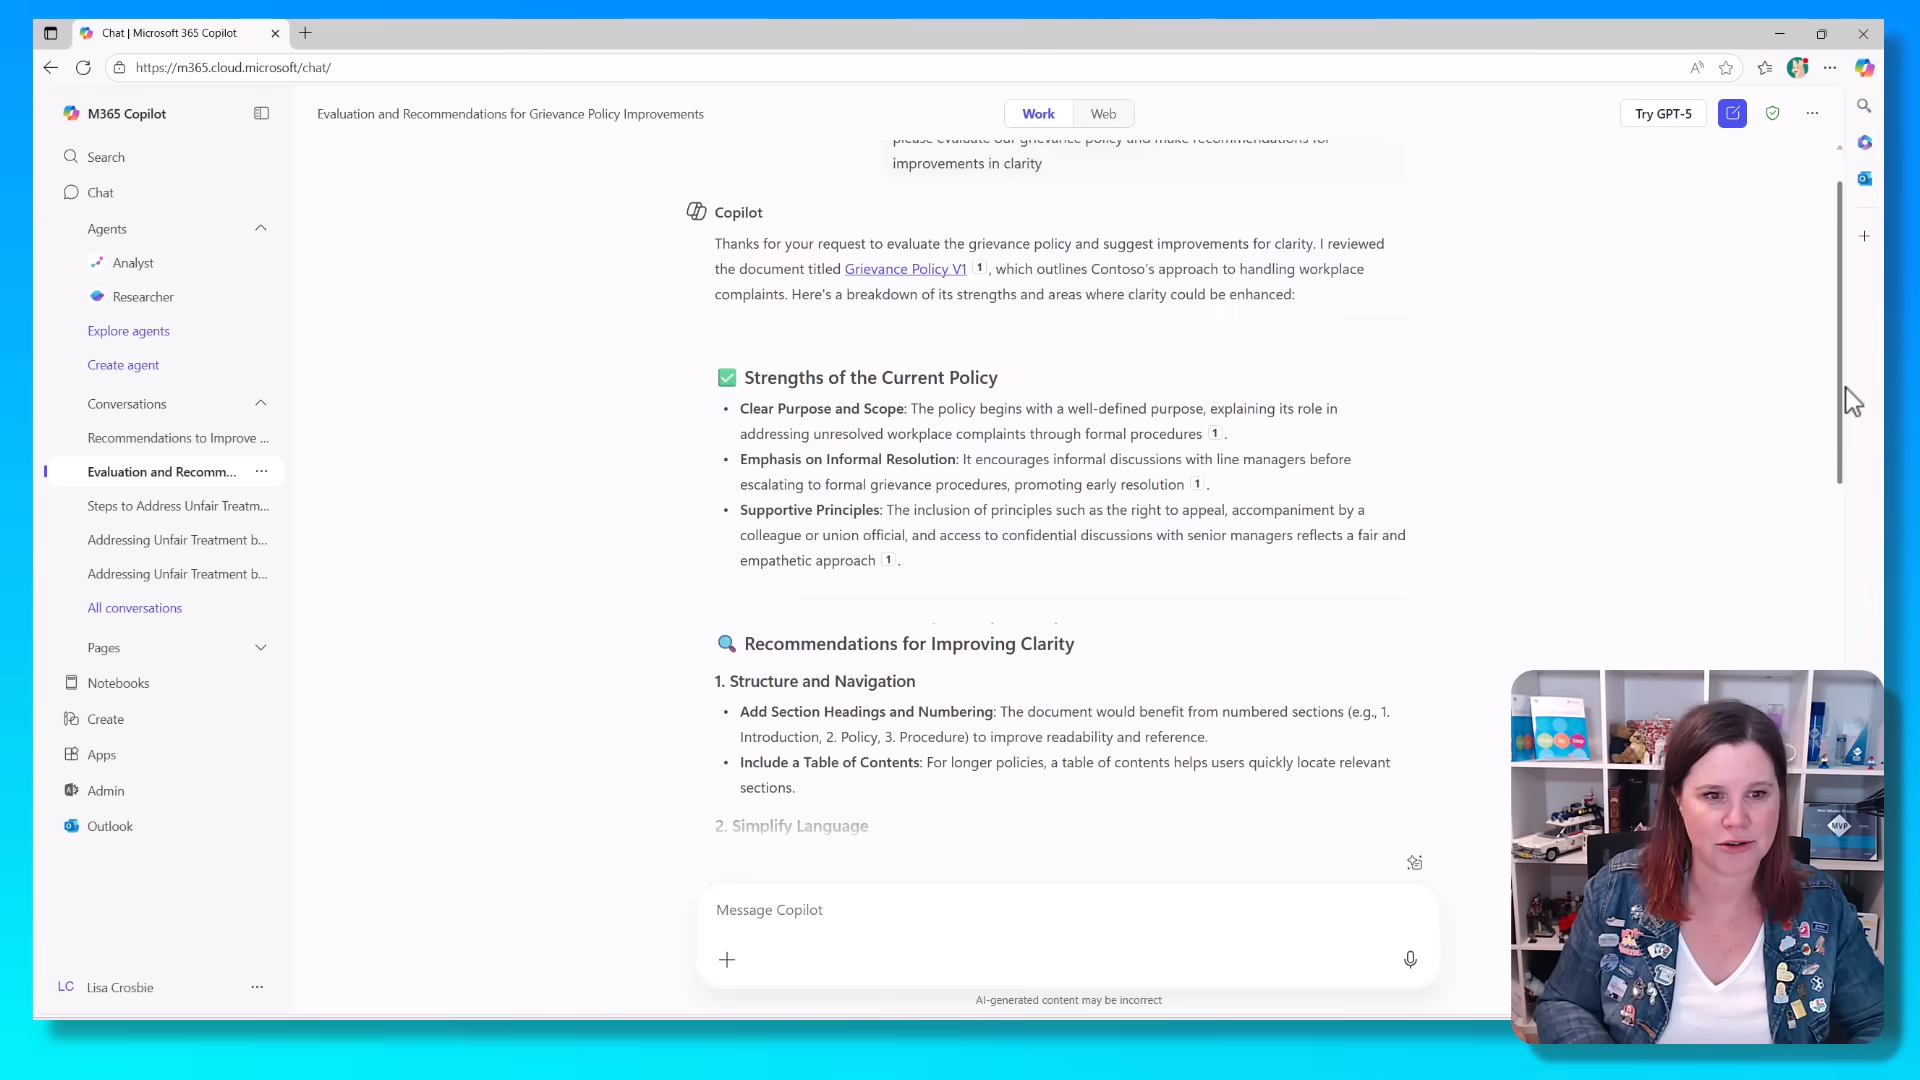 Chat | Microsoft 365 Copilot
https://m365.cloud.microsoft/chat/
M365 Copilot
Search
Chat
Agents
Analyst
Researcher
Explore agents
Create agent
Conversations
Recommendations to Improve ...
Evaluation and Recomm...
Steps to Address Unfair Treatm...
Addressing Unfair Treatment b...
Addressing Unfair Treatment b...
All conversations
Pages
Notebooks
Create
Apps
Admin
Outlook
LC Lisa Crosbie
Evaluation and Recommendations for Grievance Policy Improvements
Work Web
Try GPT-5
please evaluate our grievance policy and make recommendations for
improvements in clarity
Copilot
Thanks for your request to evaluate the grievance policy and suggest improvements for clarity. I reviewed
the document titled Grievance Policy V1 1, which outlines Contoso's approach to handling workplace
complaints. Here's a breakdown of its strengths and areas where clarity could be enhanced:
Strengths of the Current Policy
• Clear Purpose and Scope: The policy begins with a well-defined purpose, explaining its role in
addressing unresolved workplace complaints through formal procedures 1.
• Emphasis on Informal Resolution: It encourages informal discussions with line managers before
escalating to formal grievance procedures, promoting early resolution 1.
• Supportive Principles: The inclusion of principles such as the right to appeal, accompaniment by a
colleague or union official, and access to confidential discussions with senior managers reflects a fair and
empathetic approach 1.
Recommendations for Improving Clarity
1. Structure and Navigation
• Add Section Headings and Numbering: The document would benefit from numbered sections (e.g., 1.
Introduction, 2. Policy, 3. Procedure) to improve readability and reference.
• Include a Table of Contents: For longer policies, a table of contents helps users quickly locate relevant
sections.
2. Simplify Language
Message Copilot
AI-generated content may be incorrect
MVP